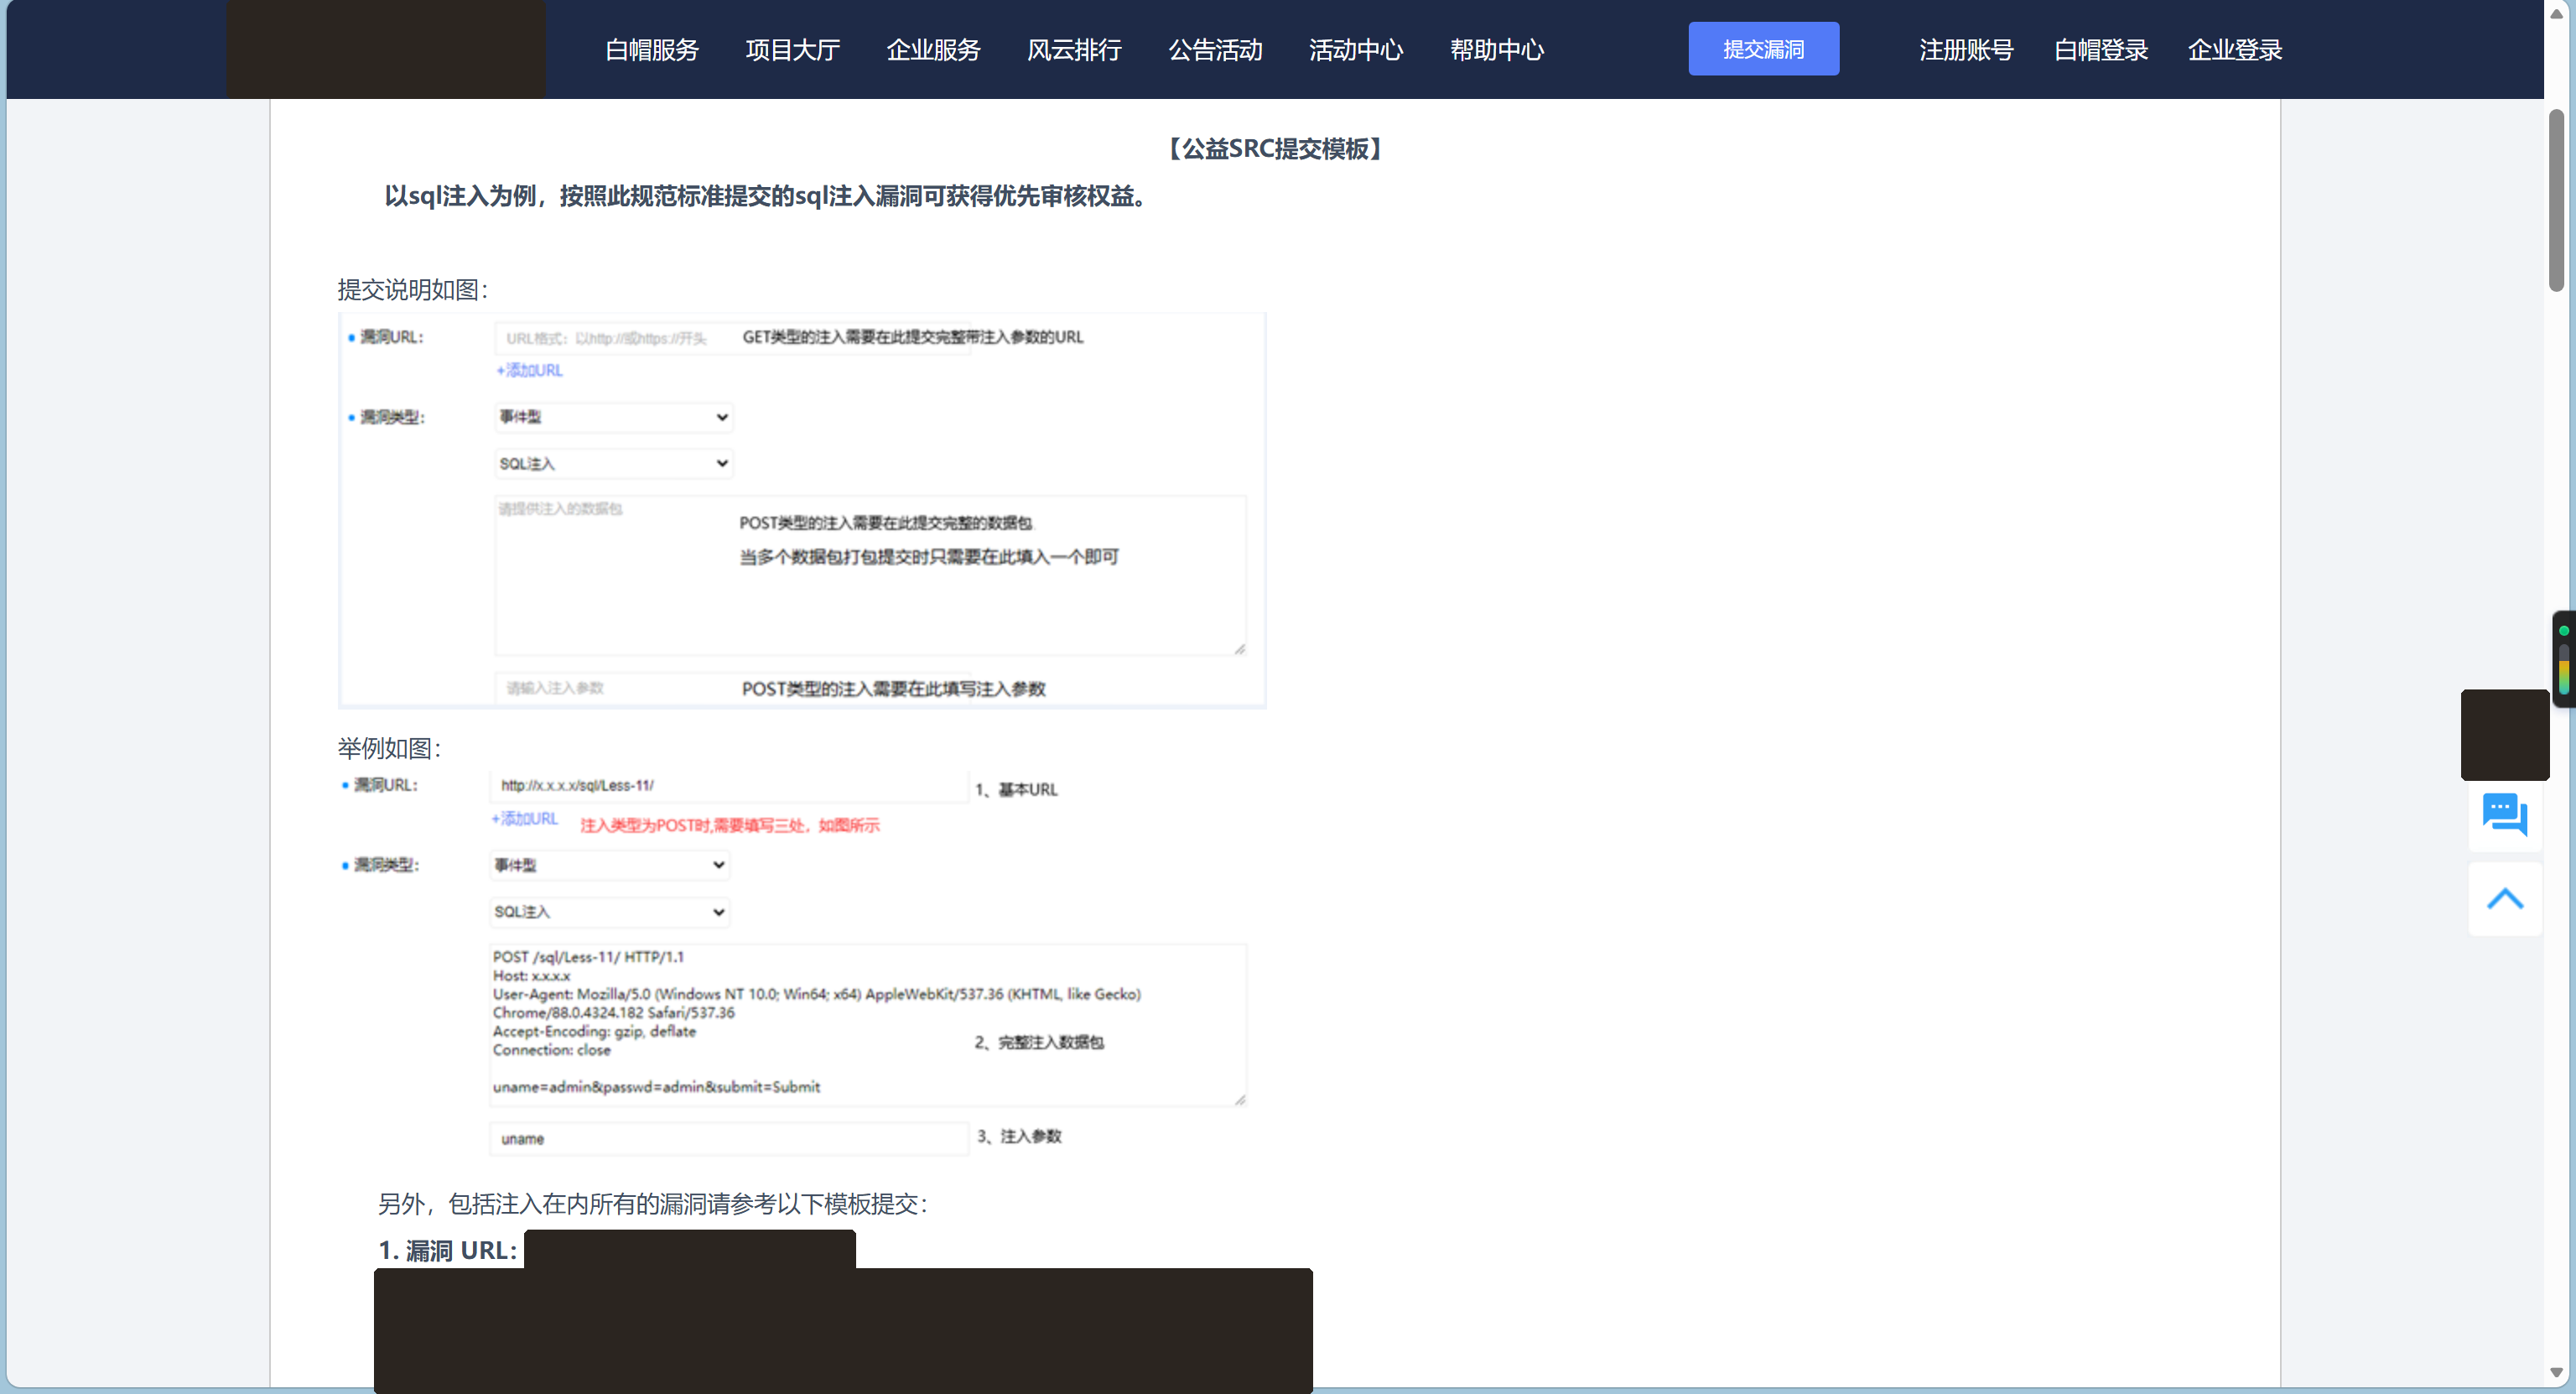 白帽服务 项目大厅 企业服务 风云排行 公告活动 活动中心 帮助中心 提交漏洞 注册账号 白帽登录 企业登录
【公益SRC提交模板】
以sql注入为例，按照此规范标准提交的sql注入漏洞可获得优先审核权益。
提交说明如图：
漏洞URL： URL格式：以http://或https://开头 GET类型的注入需要在此提交完整带注入参数的URL
+添加URL
漏洞类型： 事件型
SQL注入
请提供注入的数据包
POST类型的注入需要在此提交完整的数据包
当多个数据包打包提交时只需要在此填入一个即可
请输入注入参数 POST类型的注入需要在此填写注入参数
举例如图：
漏洞URL： http://x.x.x.x/sql/Less-11/ 1、基本URL
+添加URL 注入类型为POST时,需要填写三处，如图所示
漏洞类型： 事件型
SQL注入
POST /sql/Less-11/ HTTP/1.1
Host: x.x.x.x
User-Agent: Mozilla/5.0 (Windows NT 10.0; Win64; x64) AppleWebKit/537.36 (KHTML, like Gecko)
Chrome/88.0.4324.182 Safari/537.36
Accept-Encoding: gzip, deflate
Connection: close 2、完整注入数据包
uname=admin&passwd=admin&submit=Submit
uname 3、注入参数
另外，包括注入在内所有的漏洞请参考以下模板提交：
1. 漏洞 URL：